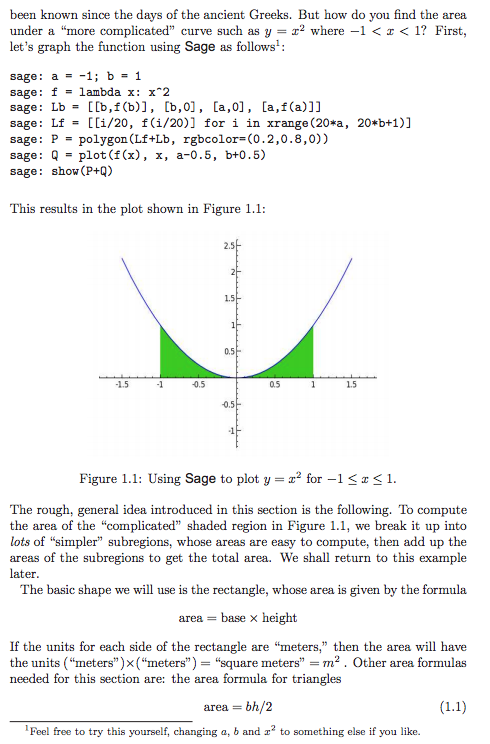 been known since the days of the ancient Greeks. But how do you find the area
under a “more complicated” curve such as y = x² where −1 < x < 1? First,
let’s graph the function using Sage as follows¹:
sage: a = -1; b = 1
sage: f = lambda x: x^2
sage: Lb = [[b,f(b)], [b,0], [a,0], [a,f(a)]]
sage: Lf = [[i/20, f(i/20)] for i in xrange(20*a, 20*b+1)]
sage: P = polygon(Lf+Lb, rgbcolor=(0.2,0.8,0))
sage: Q = plot(f(x), x, a-0.5, b+0.5)
sage: show(P+Q)
This results in the plot shown in Figure 1.1:
2.5
2
1.5
1
0.5
-1.5 -1 -0.5 0.5 1 1.5
-0.5
-1
Figure 1.1: Using Sage to plot y = x² for −1 ≤ x ≤ 1.
The rough, general idea introduced in this section is the following. To compute
the area of the “complicated” shaded region in Figure 1.1, we break it up into
lots of “simpler” subregions, whose areas are easy to compute, then add up the
areas of the subregions to get the total area. We shall return to this example
later.
The basic shape we will use is the rectangle, whose area is given by the formula
area = base × height
If the units for each side of the rectangle are “meters,” then the area will have
the units (“meters”)×(“meters”) = “square meters” = m² . Other area formulas
needed for this section are: the area formula for triangles
area = bh/2 (1.1)
¹Feel free to try this yourself, changing a, b and x² to something else if you like.